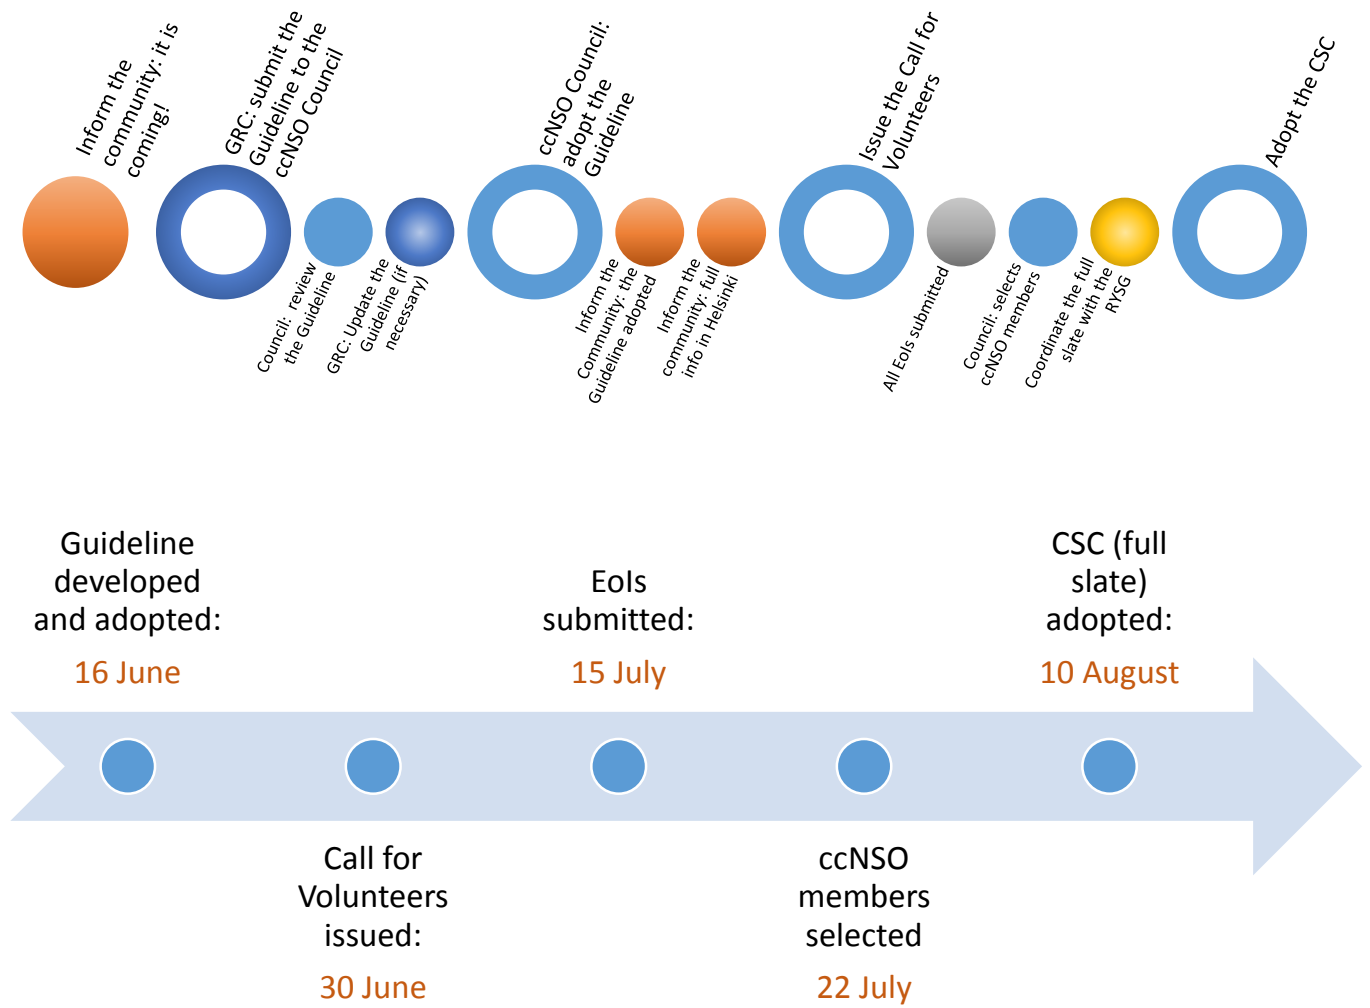 Inform the
community: it is
coming!
GRC: submit the
Guideline to the
ccNSO Council
Council:  review
the Guideline
GRC: Update the
Guideline (if
necessary)
ccNSO Council:
adopt the
Guideline
Inform the
Community: the
Guideline adopted
Inform the
community: full
info in Helsinki
Issue the Call for
Volunteers
All EoIs submitted
Council: selects
ccNSO members
Coordinate the full
slate with the
RYSG
Adopt the CSC
Guideline
developed
and adopted:
16 June
Call for
Volunteers
issued:
30 June
EoIs
submitted:
15 July
ccNSO
members
selected
22 July
CSC (full
slate)
adopted:
10 August